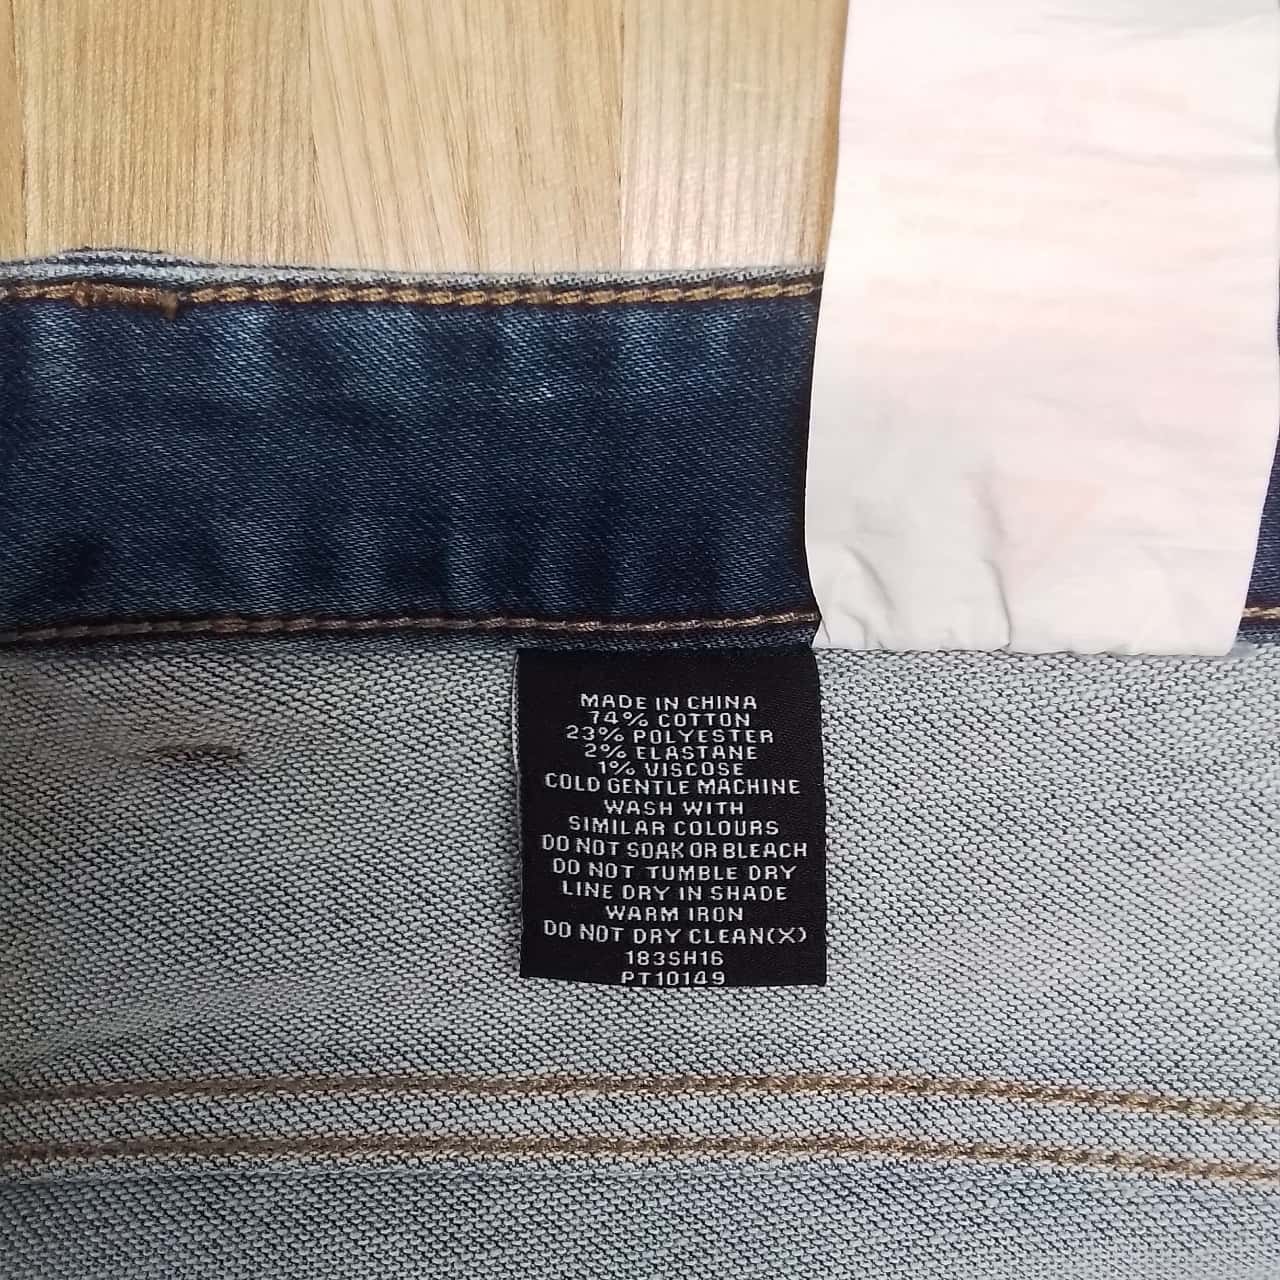 MADE IN CHINA
74% COTTON
23% POLYESTER
2% ELASTANE
1% VISCOSE
COLD GENTLE MACHINE
WASH WITH
SIMILAR COLOURS
DO NOT SOAK OR BLEACH
DO NOT TUMBLE DRY
LINE DRY IN SHADE
WARM IRON
DO NOT DRY CLEAN(X)
183SH16
PT10149